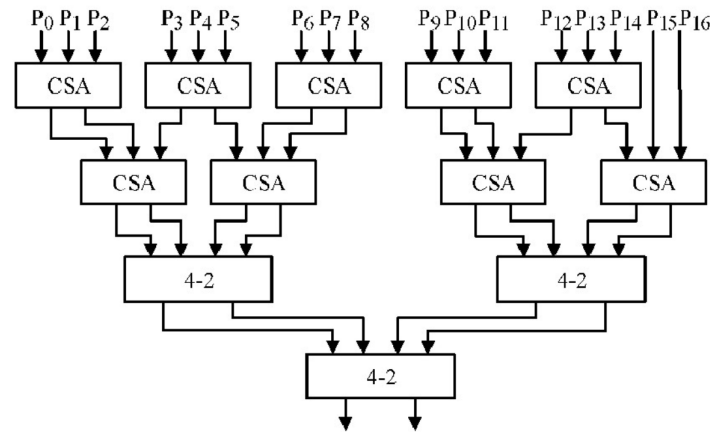 P0 P1 P2 P3 P4 P5 P6 P7 P8 P9 P10 P11 P12 P13 P14 P15 P16
CSA CSA CSA CSA CSA
CSA CSA CSA CSA
4-2 4-2
4-2